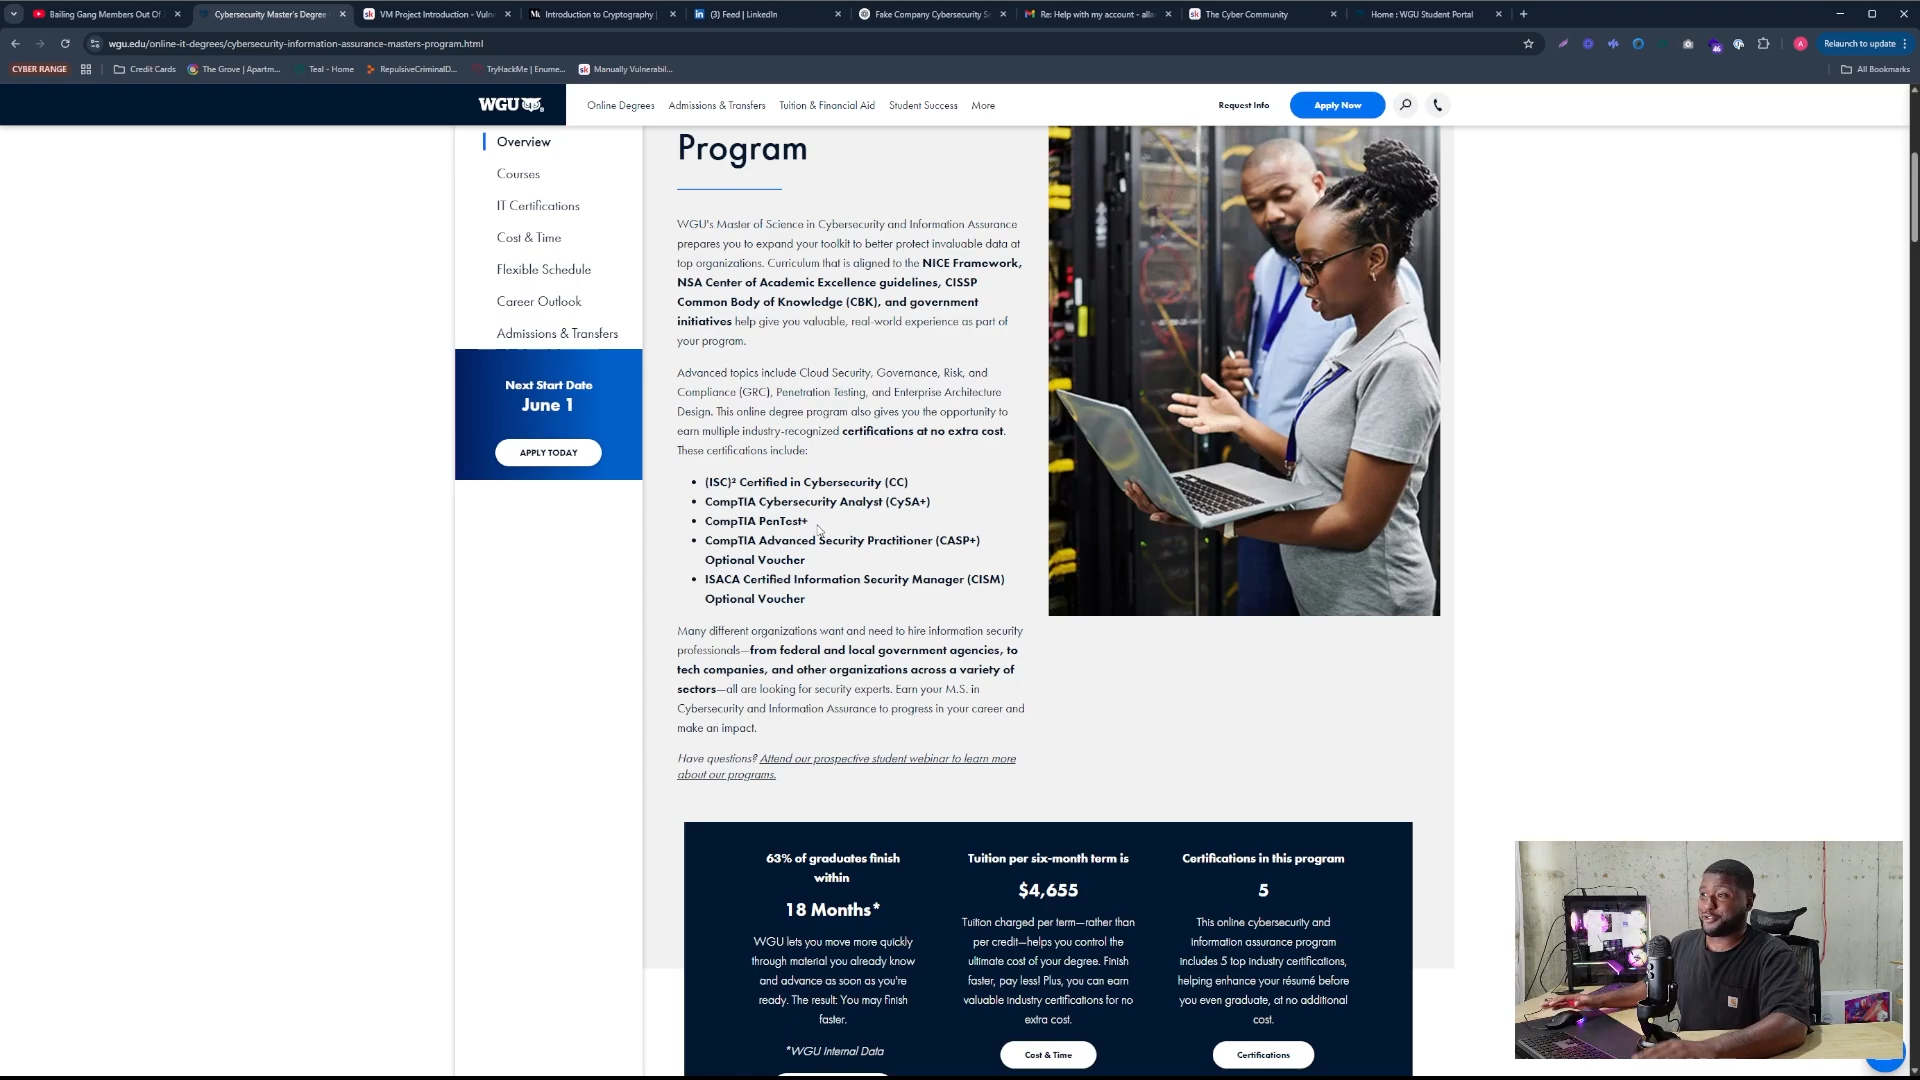 Bailing Gang Members Out Of
Cybersecurity Master's Degree
VM Project Introduction - Vuln
Introduction to Cryptography |
(3) Feed | LinkedIn
Fake Company Cybersecurity S
Re: Help with my account - alla
The Cyber Community
Home : WGU Student Portal
wgu.edu/online-it-degrees/cybersecurity-information-assurance-masters-program.html
46
A
Relaunch to update
CYBER RANGE
Credit Cards
The Grove | Apartm...
Teal - Home
RepulsiveCriminalD...
TryHackMe | Enume...
Manually Vulnerabil...
All Bookmarks
WGU
Online Degrees
Admissions & Transfers
Tuition & Financial Aid
Student Success
More
Request Info
Apply Now
Overview
Courses
IT Certifications
Cost & Time
Flexible Schedule
Career Outlook
Admissions & Transfers
Next Start Date
June 1
APPLY TODAY
Program
WGU's Master of Science in Cybersecurity and Information Assurance
prepares you to expand your toolkit to better protect invaluable data at
top organizations. Curriculum that is aligned to the NICE Framework,
NSA Center of Academic Excellence guidelines, CISSP
Common Body of Knowledge (CBK), and government
initiatives help give you valuable, real-world experience as part of
your program.
Advanced topics include Cloud Security, Governance, Risk, and
Compliance (GRC), Penetration Testing, and Enterprise Architecture
Design. This online degree program also gives you the opportunity to
earn multiple industry-recognized certifications at no extra cost.
These certifications include:
• (ISC)² Certified in Cybersecurity (CC)
• CompTIA Cybersecurity Analyst (CySA+)
• CompTIA PenTest+
• CompTIA Advanced Security Practitioner (CASP+)
Optional Voucher
• ISACA Certified Information Security Manager (CISM)
Optional Voucher
Many different organizations want and need to hire information security
professionals—from federal and local government agencies, to
tech companies, and other organizations across a variety of
sectors—all are looking for security experts. Earn your M.S. in
Cybersecurity and Information Assurance to progress in your career and
make an impact.
Have questions? Attend our prospective student webinar to learn more
about our programs.
63% of graduates finish
within
18 Months*
WGU lets you move more quickly
through material you already know
and advance as soon as you're
ready. The result: You may finish
faster.
*WGU Internal Data
Tuition per six-month term is
$4,655
Tuition charged per term—rather than
per credit—helps you control the
ultimate cost of your degree. Finish
faster, pay less! Plus, you can earn
valuable industry certifications for no
extra cost.
Cost & Time
Certifications in this program
5
This online cybersecurity and
information assurance program
includes 5 top industry certifications,
helping enhance your résumé before
you even graduate, at no additional
cost.
Certifications